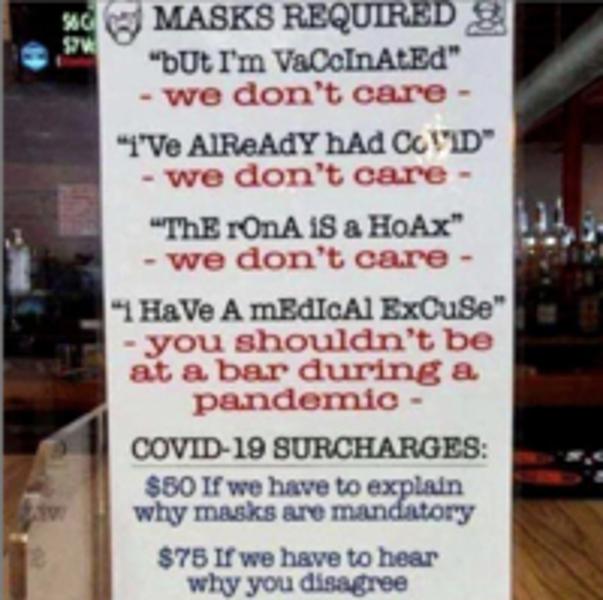 MASKS REQUIRED
"bUt I'm VaCcInAtEd"
- we don't care -
"i'Ve AlReAdY hAd CoViD"
- we don't care -
"ThE rOnA iS a HoAx"
- we don't care -
"i HaVe A mEdIcAl ExCuSe"
- you shouldn't be
at a bar during a
pandemic -
COVID-19 SURCHARGES:
$50 If we have to explain
why masks are mandatory
$75 If we have to hear
why you disagree